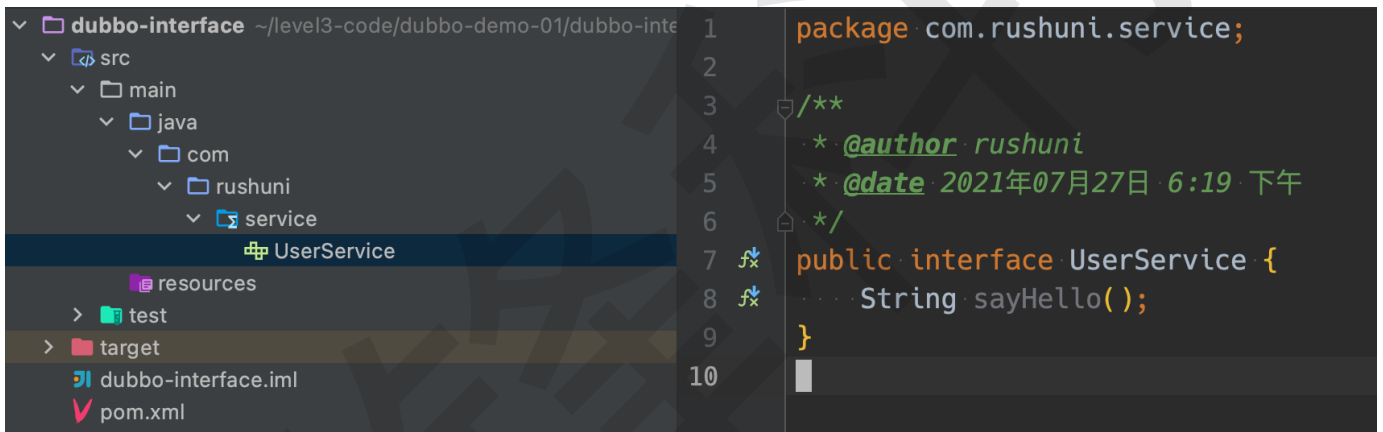 dubbo-interface ~/level3-code/dubbo-demo-01/dubbo-inte
src
main
java
com
rushuni
service
UserService
resources
test
target
dubbo-interface.iml
pom.xml
1 package com.rushuni.service;
2
3 /**
4 * @author rushuni
5 * @date 2021年07月27日 6:19 下午
6 */
7 public interface UserService {
8 String sayHello();
9 }
10